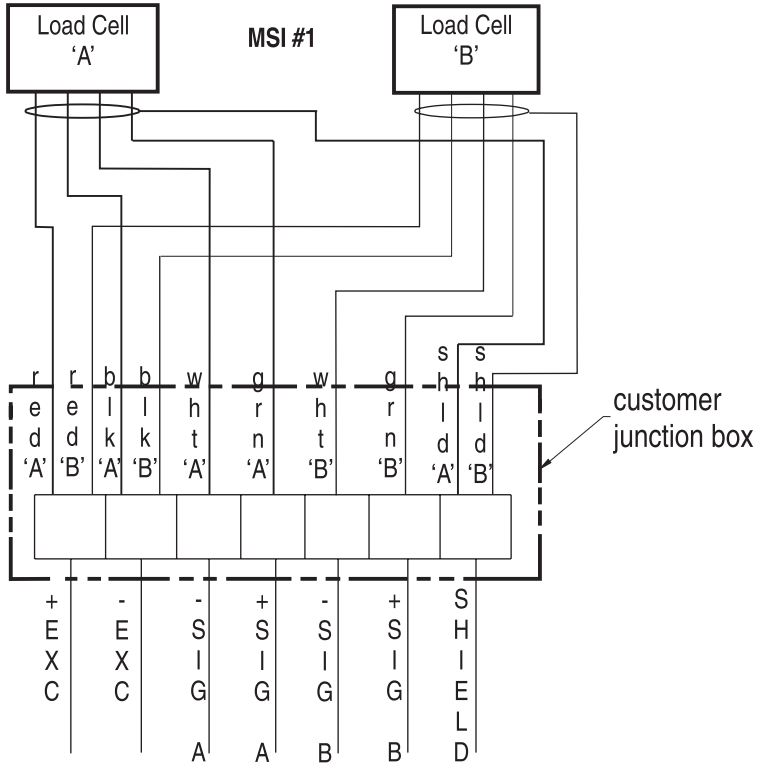 Load Cell
‘A’
MSI #1
Load Cell
‘B’
red ‘A’
red ‘B’
blk ‘A’
blk ‘B’
wht ‘A’
grn ‘A’
wht ‘B’
grn ‘B’
shld ‘A’
shld ‘B’
customer
junction box
+EXC
-EXC
-SIG A
+SIG A
-SIG B
+SIG B
SHIELD